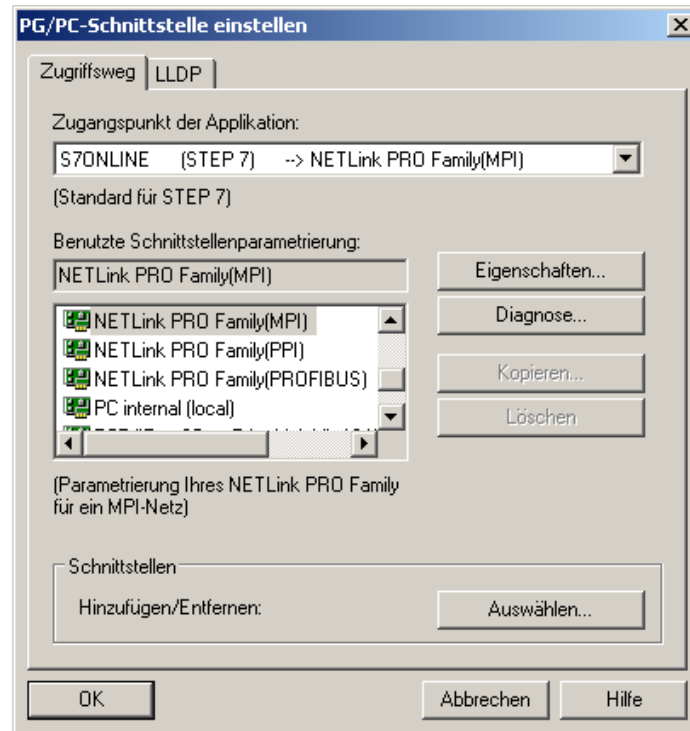 PG/PC-Schnittstelle einstellen
Zugriffsweg
LLDP
Zugangspunkt der Applikation:
S7ONLINE (STEP 7) --> NETLink PRO Family(MPI)
(Standard für STEP 7)
Benutzte Schnittstellenparametrierung:
NETLink PRO Family(MPI)
Eigenschaften...
NETLink PRO Family(MPI)
Diagnose...
NETLink PRO Family(PPI)
NETLink PRO Family(PROFIBUS)
Kopieren...
PC internal (local)
Löschen
(Parametrierung Ihres NETLink PRO Family
für ein MPI-Netz)
Schnittstellen
Hinzufügen/Entfernen:
Auswählen...
OK
Abbrechen
Hilfe